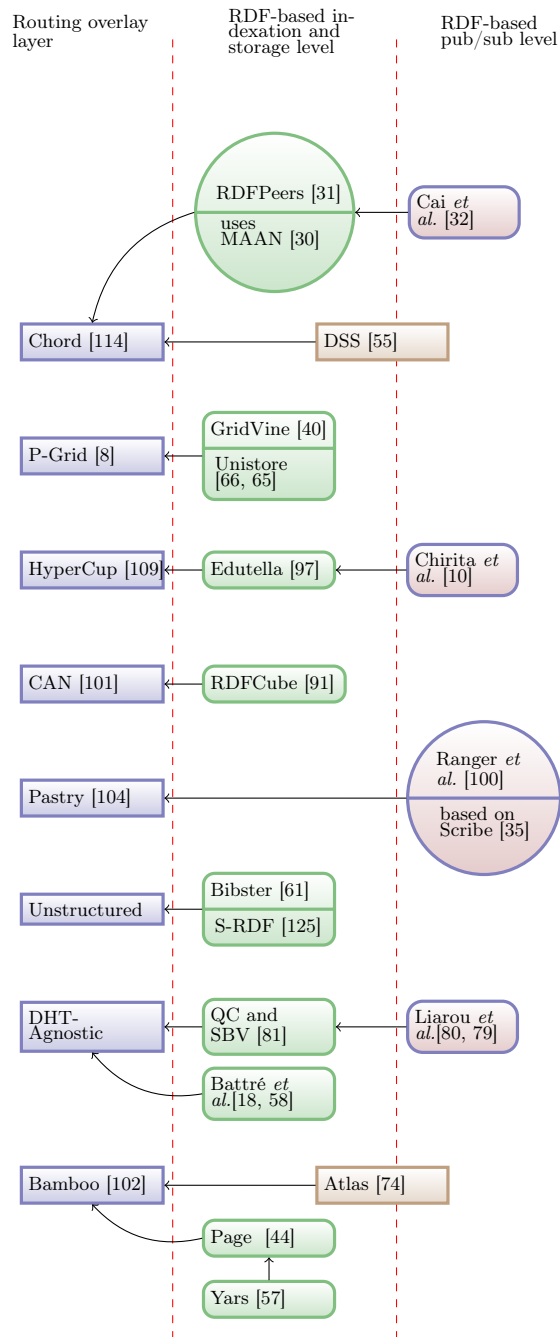 Routing overlay
layer
RDF-based in-
dexation and
storage level
RDF-based
pub/sub level
RDFPeers [31]
uses
MAAN [30]
Cai et
al. [32]
Chord [114]
DSS [55]
P-Grid [8]
GridVine [40]
Unistore
[66, 65]
HyperCup [109]
Edutella [97]
Chirita et
al. [10]
CAN [101]
RDFCube [91]
Pastry [104]
Ranger et
al. [100]
based on
Scribe [35]
Unstructured
Bibster [61]
S-RDF [125]
DHT-
Agnostic
QC and
SBV [81]
Liarou et
al.[80, 79]
Battré et
al.[18, 58]
Bamboo [102]
Atlas [74]
Page [44]
Yars [57]